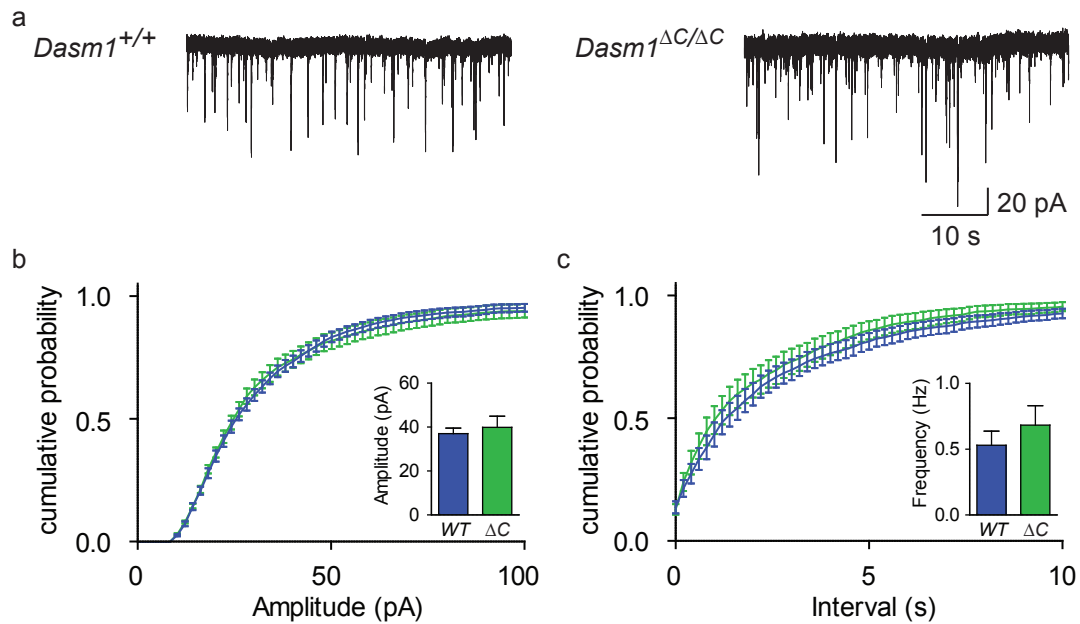 a
Dasm1+/+
Dasm1ΔC/ΔC
20 pA
10 s
b
cumulative probability
1.0
0.5
0.0
0
50
100
Amplitude (pA)
Amplitude (pA)
60
40
20
0
WT ΔC
c
cumulative probability
1.0
0.5
0.0
0
5
10
Interval (s)
Frequency (Hz)
1.0
0.5
0.0
WT ΔC